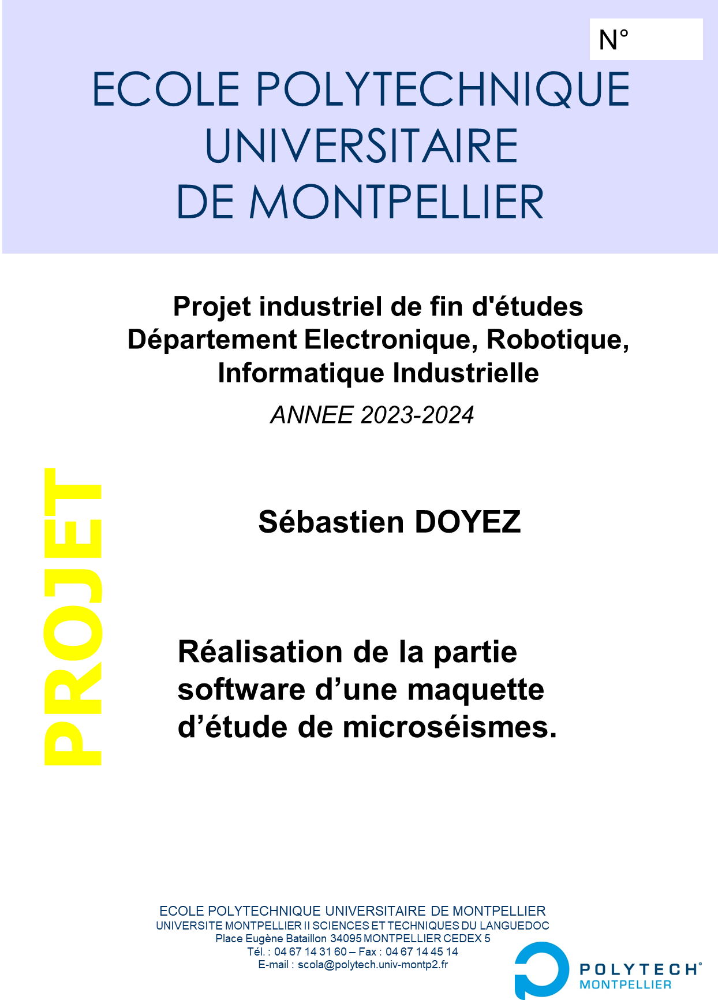 N°
ECOLE POLYTECHNIQUE
UNIVERSITAIRE
DE MONTPELLIER
Projet industriel de fin d'études
Département Electronique, Robotique,
Informatique Industrielle
ANNEE 2023-2024
PROJET
Sébastien DOYEZ
Réalisation de la partie
software d’une maquette
d’étude de microséismes.
ECOLE POLYTECHNIQUE UNIVERSITAIRE DE MONTPELLIER
UNIVERSITE MONTPELLIER II SCIENCES ET TECHNIQUES DU LANGUEDOC
Place Eugène Bataillon 34095 MONTPELLIER CEDEX 5
Tél. : 04 67 14 31 60 – Fax : 04 67 14 45 14
E-mail : scola@polytech.univ-montp2.fr
POLYTECH©
MONTPELLIER